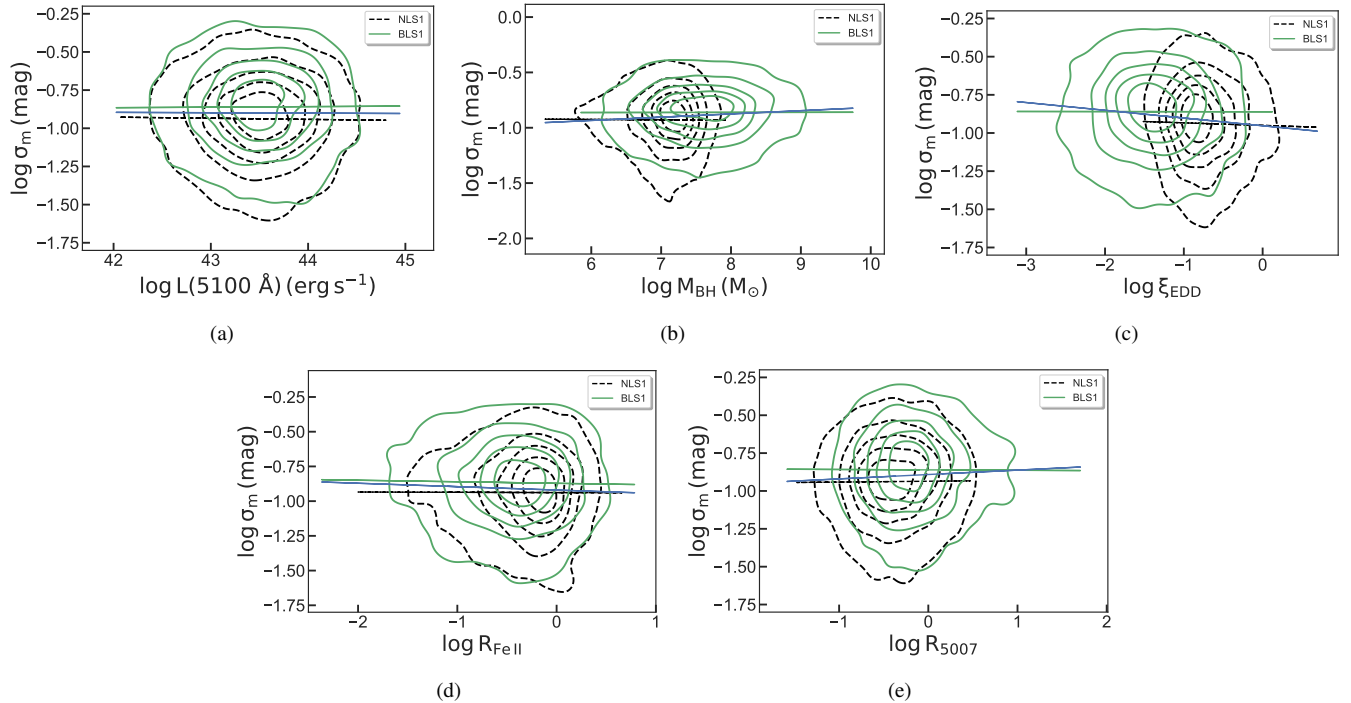 −0.25
−0.50
−0.75
−1.00
−1.25
−1.50
−1.75
log σm (mag)
42 43 44 45
log L(5100 Å) (erg s−1)
NLS1
BLS1
(a)
0.0
−0.5
−1.0
−1.5
−2.0
log σm (mag)
6 7 8 9 10
log MBH (M⊙)
NLS1
BLS1
(b)
−0.25
−0.50
−0.75
−1.00
−1.25
−1.50
−1.75
log σm (mag)
−3 −2 −1 0
log ξEDD
NLS1
BLS1
(c)
−0.25
−0.50
−0.75
−1.00
−1.25
−1.50
−1.75
log σm (mag)
−2 −1 0 1
log RFe II
NLS1
BLS1
(d)
−0.25
−0.50
−0.75
−1.00
−1.25
−1.50
−1.75
log σm (mag)
−1 0 1 2
log R5007
NLS1
BLS1
(e)